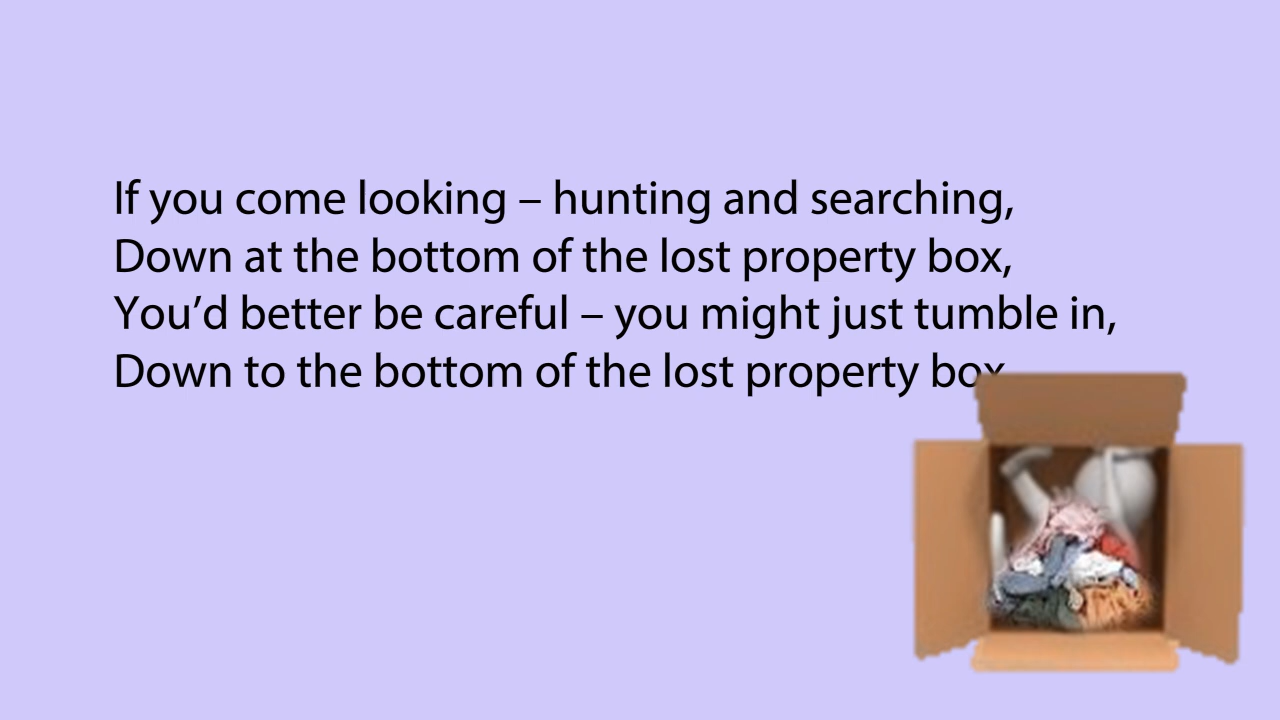 If you come looking – hunting and searching,
Down at the bottom of the lost property box,
You’d better be careful – you might just tumble in,
Down to the bottom of the lost property box